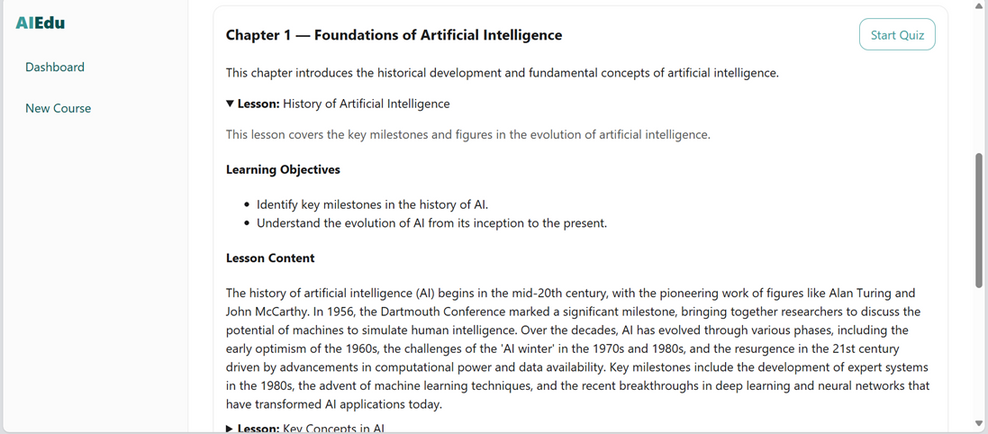 AIEdu
Dashboard
New Course
Chapter 1 — Foundations of Artificial Intelligence
Start Quiz
This chapter introduces the historical development and fundamental concepts of artificial intelligence.
▼ Lesson: History of Artificial Intelligence
This lesson covers the key milestones and figures in the evolution of artificial intelligence.
Learning Objectives
• Identify key milestones in the history of AI.
• Understand the evolution of AI from its inception to the present.
Lesson Content
The history of artificial intelligence (AI) begins in the mid-20th century, with the pioneering work of figures like Alan Turing and
John McCarthy. In 1956, the Dartmouth Conference marked a significant milestone, bringing together researchers to discuss the
potential of machines to simulate human intelligence. Over the decades, AI has evolved through various phases, including the
early optimism of the 1960s, the challenges of the 'AI winter' in the 1970s and 1980s, and the resurgence in the 21st century
driven by advancements in computational power and data availability. Key milestones include the development of expert systems
in the 1980s, the advent of machine learning techniques, and the recent breakthroughs in deep learning and neural networks that
have transformed AI applications today.
▶ Lesson: Key Concepts in AI